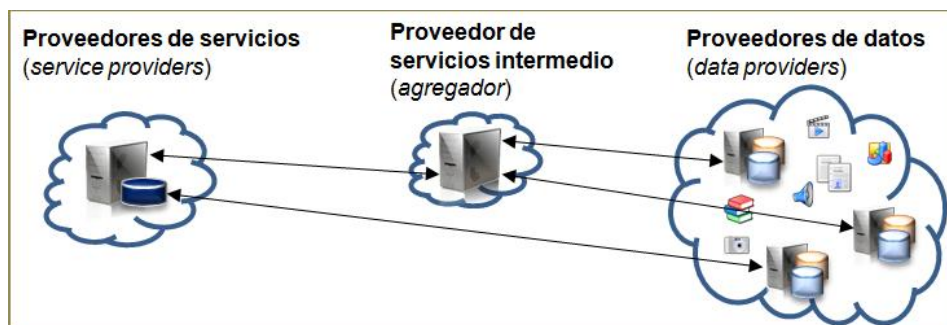 Proveedores de servicios
(service providers)
Proveedor de
servicios intermedio
(agregador)
Proveedores de datos
(data providers)